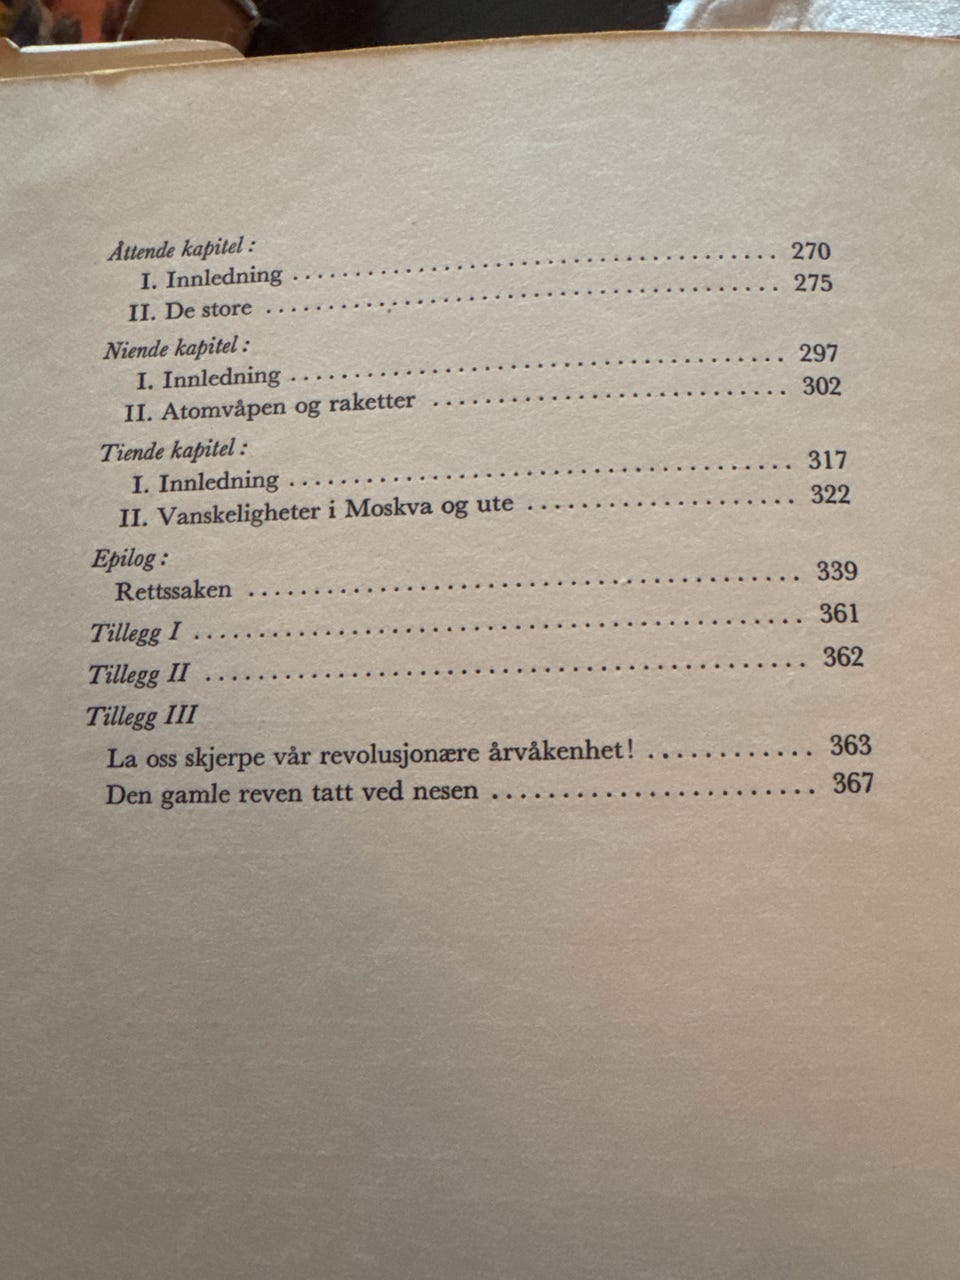 Åttende kapitel:
I. Innledning ........................................ 270
II. De store ........................................ 275
Niende kapitel:
I. Innledning ........................................ 297
II. Atomvåpen og raketter ............................ 302
Tiende kapitel:
I. Innledning ........................................ 317
II. Vanskeligheter i Moskva og ute ..................... 322
Epilog:
Rettssaken ........................................... 339
Tillegg I ............................................. 361
Tillegg II ............................................ 362
Tillegg III
La oss skjerpe vår revolusjonære årvåkenhet! ............. 363
Den gamle reven tatt ved nesen ......................... 367